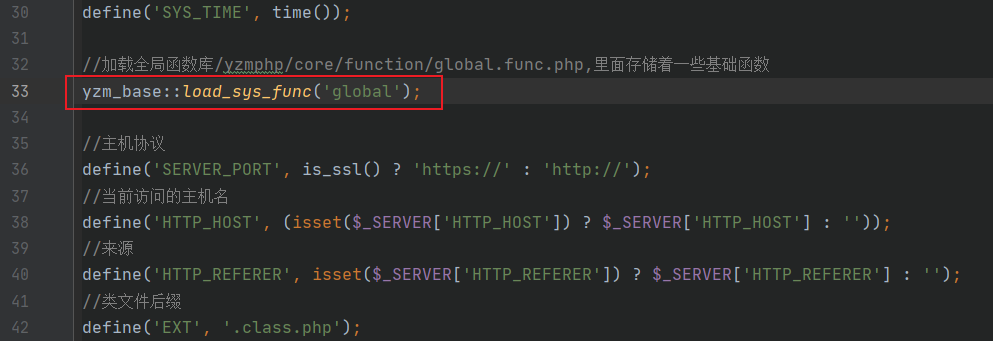 30 define('SYS_TIME', time());
31
32 //加载全局函数库/yzmphp/core/function/global.func.php,里面存储着一些基础函数
33 yzm_base::load_sys_func('global');
34
35 //主机协议
36 define('SERVER_PORT', is_ssl() ? 'https://' : 'http://');
37 //当前访问的主机名
38 define('HTTP_HOST', (isset($_SERVER['HTTP_HOST']) ? $_SERVER['HTTP_HOST'] : ''));
39 //来源
40 define('HTTP_REFERER', isset($_SERVER['HTTP_REFERER']) ? $_SERVER['HTTP_REFERER'] : '');
41 //类文件后缀
42 define('EXT', '.class.php');